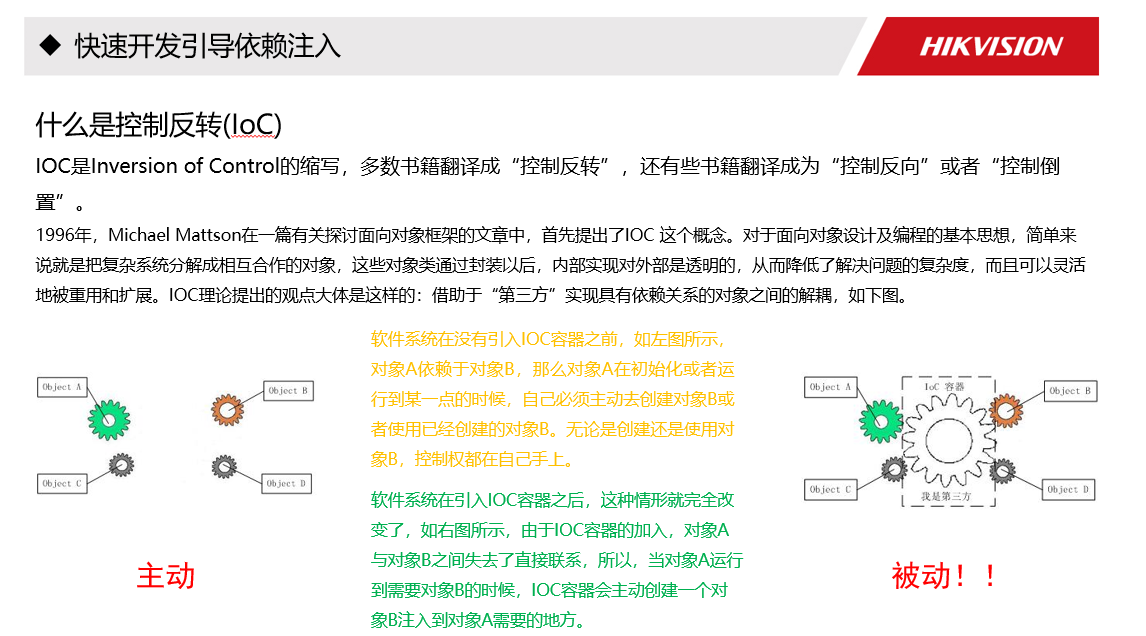 ◆ 快速开发引导依赖注入
HIKVISION
什么是控制反转(IoC)
IOC是Inversion of Control的缩写，多数书籍翻译成“控制反转”，还有些书籍翻译成为“控制反向”或者“控制倒
置”。
1996年，Michael Mattson在一篇有关探讨面向对象框架的文章中，首先提出了IOC 这个概念。对于面向对象设计及编程的基本思想，简单来
说就是把复杂系统分解成相互合作的对象，这些对象类通过封装以后，内部实现对外部是透明的，从而降低了解决问题的复杂度，而且可以灵活
地被重用和扩展。IOC理论提出的观点大体是这样的：借助于“第三方”实现具有依赖关系的对象之间的解耦，如下图。
Object A
Object B
Object C
Object D
主动
软件系统在没有引入IOC容器之前，如左图所示，
对象A依赖于对象B，那么对象A在初始化或者运
行到某一点的时候，自己必须主动去创建对象B或
者使用已经创建的对象B。无论是创建还是使用对
象B，控制权都在自己手上。
软件系统在引入IOC容器之后，这种情形就完全改
变了，如右图所示，由于IOC容器的加入，对象A
与对象B之间失去了直接联系，所以，当对象A运行
到需要对象B的时候，IOC容器会主动创建一个对
象B注入到对象A需要的地方。
Object A
IoC 容器
Object B
Object C
我是第三方
Object D
被动！！